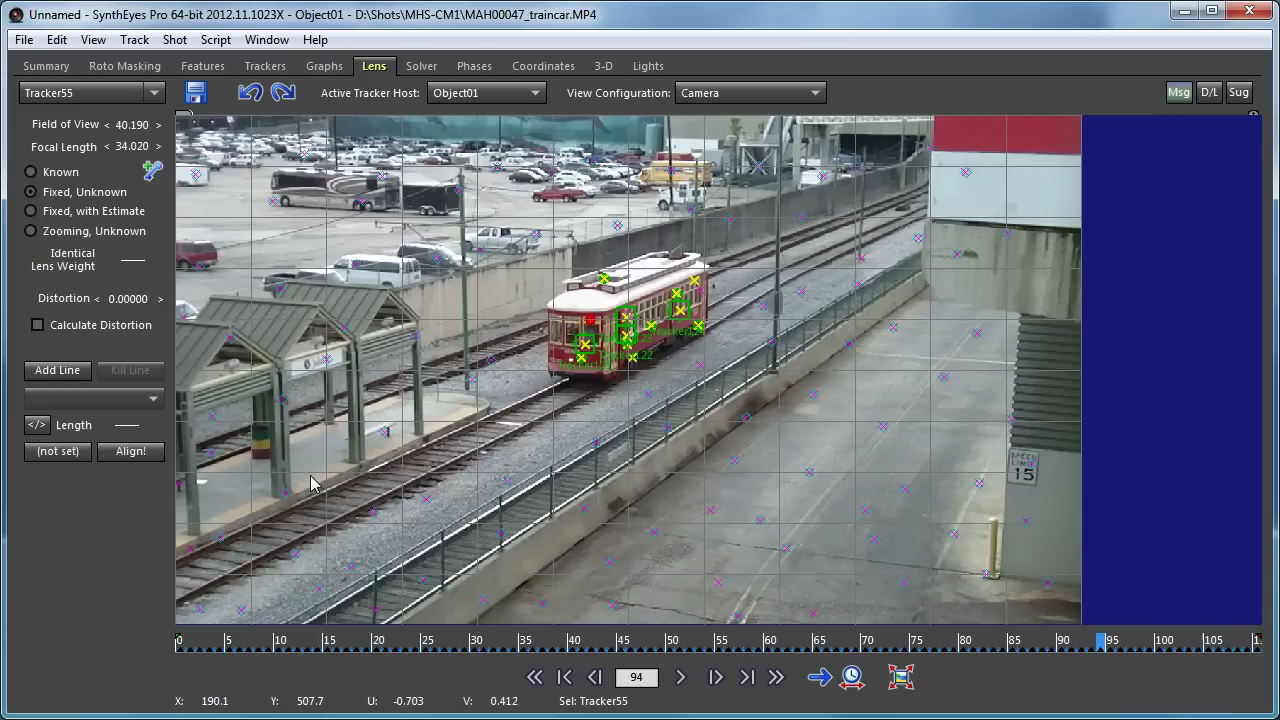 Unnamed - SynthEyes Pro 64-bit 2012.11.1023X - Object01 - D:\Shots\MHS-CM1\MAH00047_traincar.MP4
File Edit View Track Shot Script Window Help
Summary Roto Masking Features Trackers Graphs Lens Solver Phases Coordinates 3-D Lights
Tracker55 Active Tracker Host: Object01 View Configuration: Camera Msg D/L Sug
Field of View < 40.190 >
Focal Length < 34.020 >
Known
Fixed, Unknown
Fixed, with Estimate
Zooming, Unknown
Identical
Lens Weight
Distortion < 0.00000 >
Calculate Distortion
Add Line Kill Line
</> Length
(not set) Align!
SPEED
LIMIT
15
0 5 10 15 20 25 30 35 40 45 50 55 60 65 70 75 80 85 90 95 100 105
94
X: 190.1 Y: 507.7 U: -0.703 V: 0.412 Sel: Tracker55